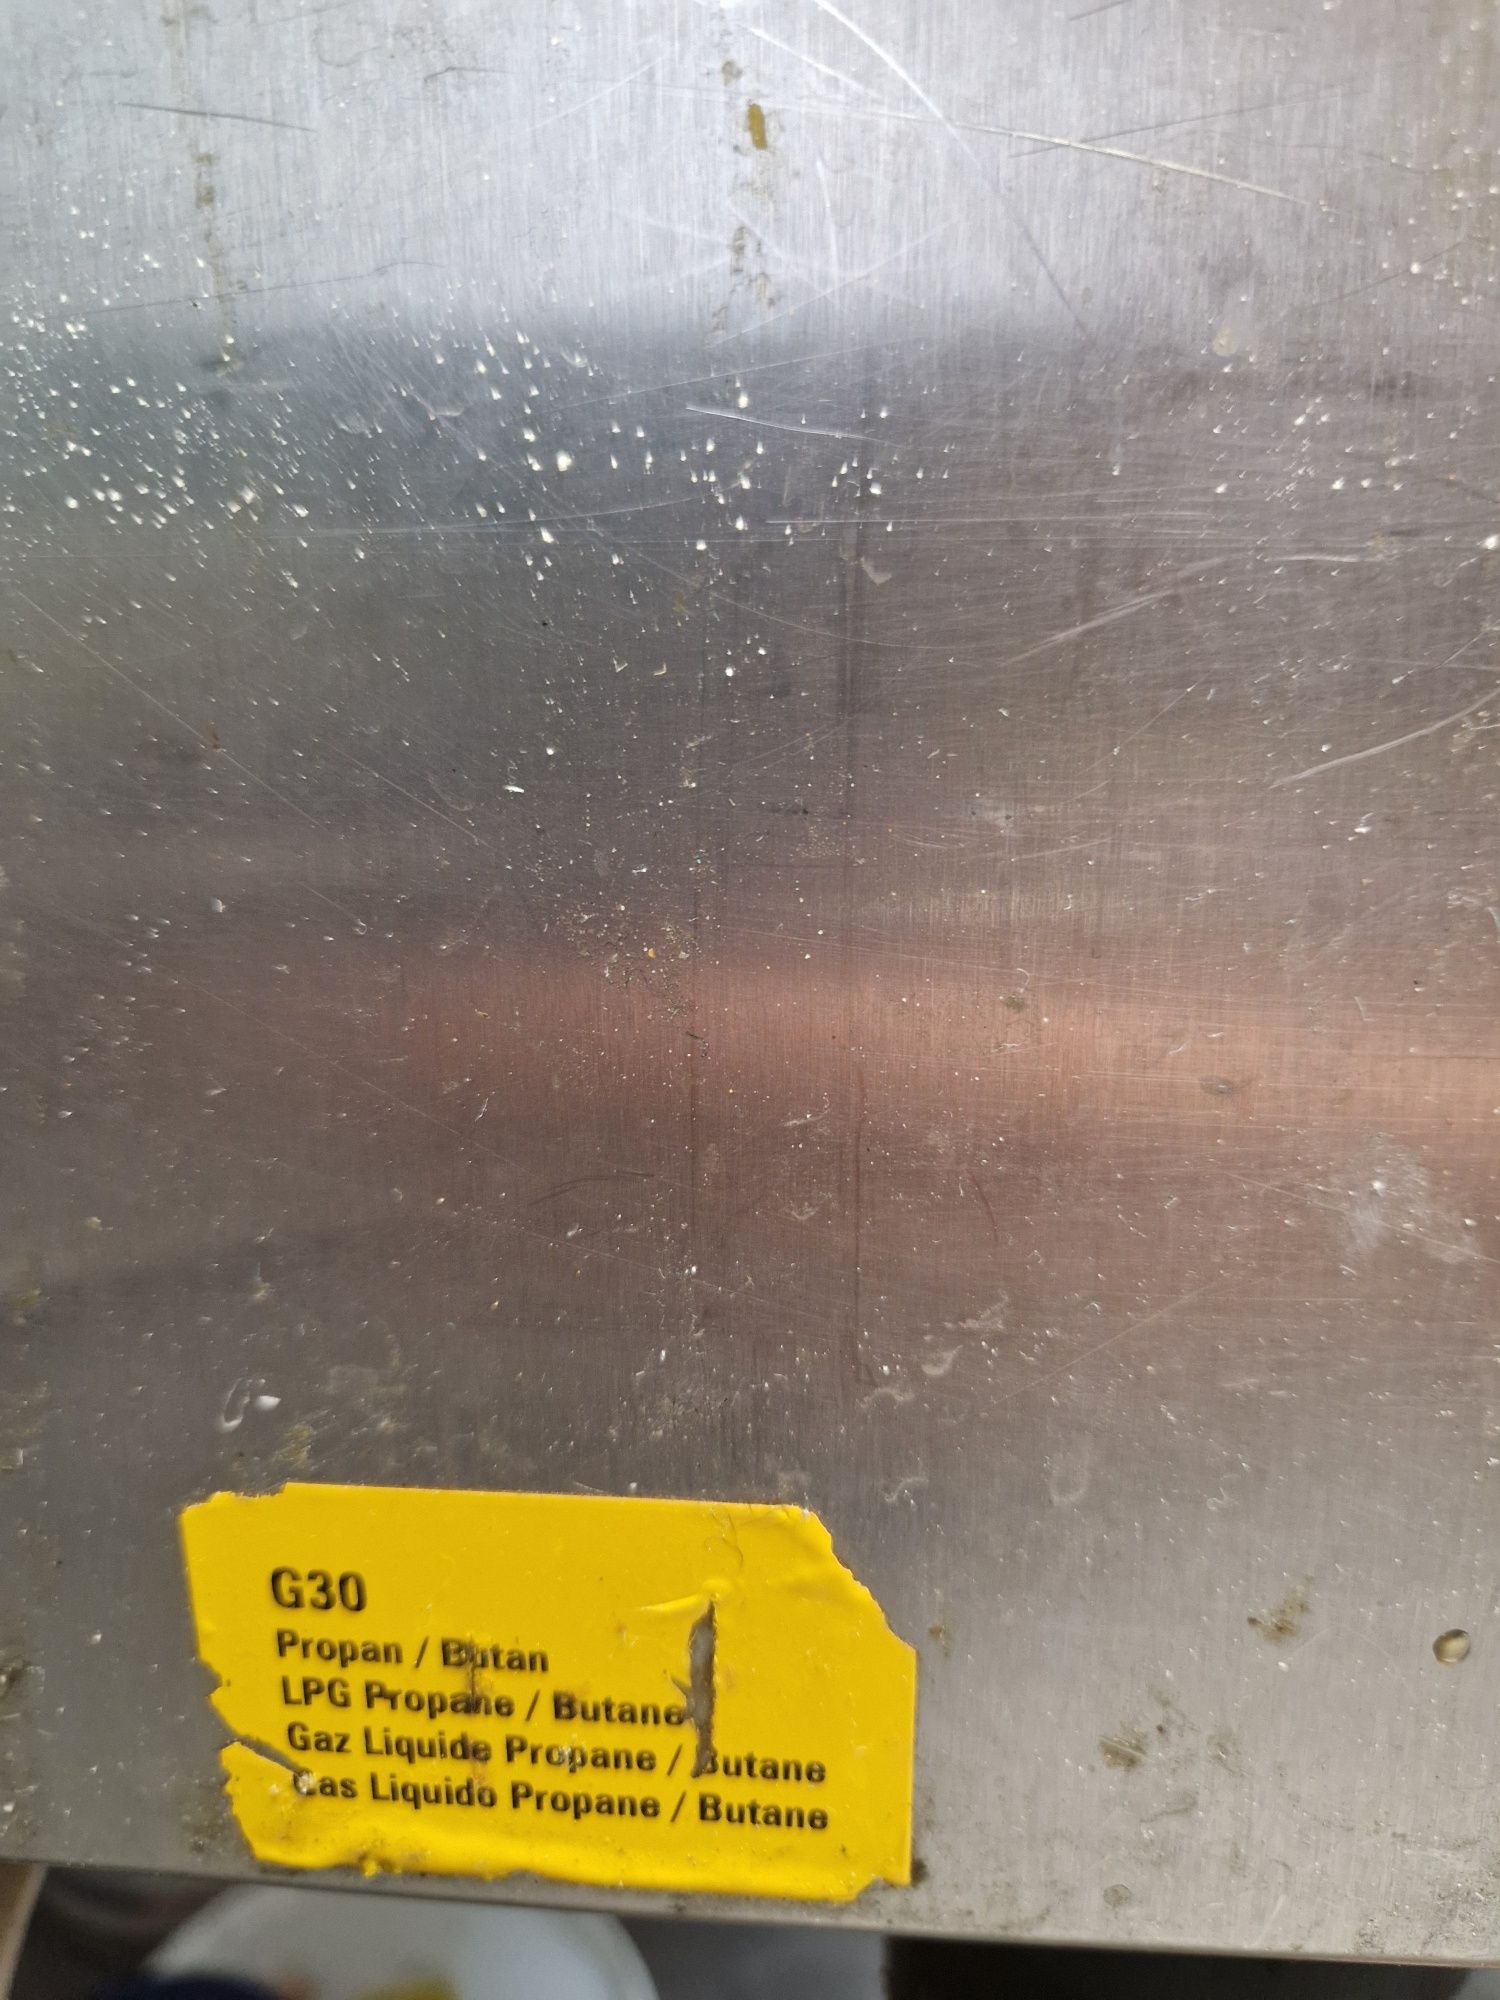 G30
Propan / Butan
LPG Propane / Butane
Gaz Liquide Propane / Butane
Gas Liquido Propane / Butane